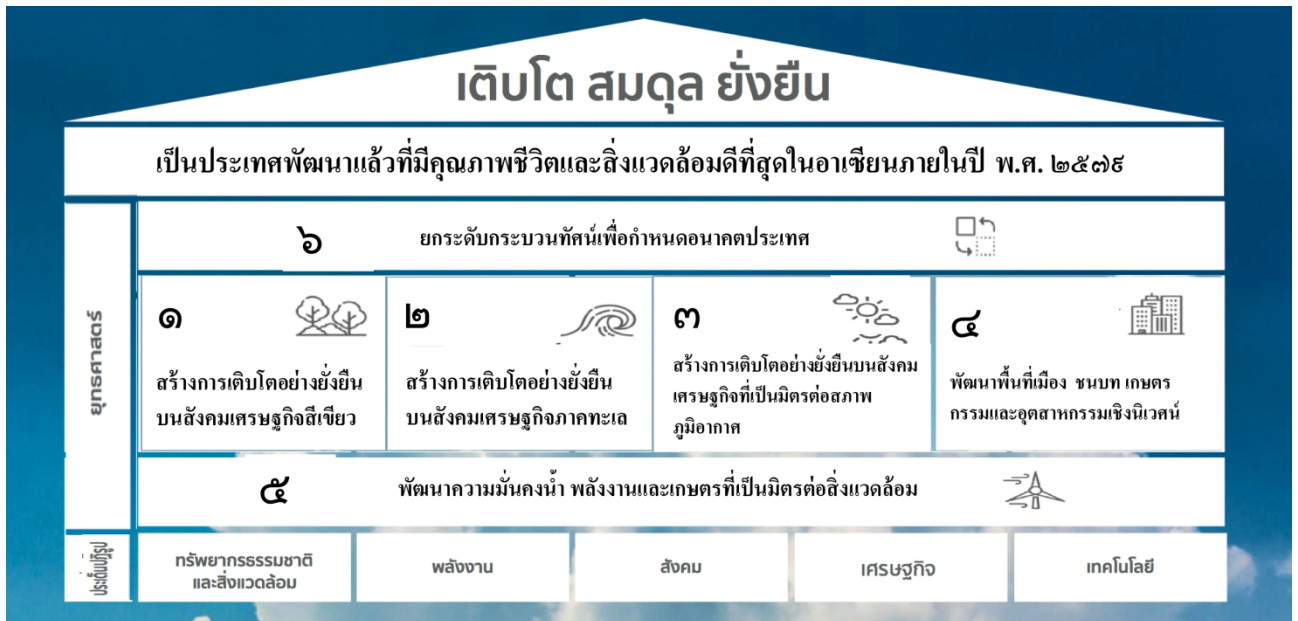 เติบโต สมดุล ยั่งยืน
เป็นประเทศพัฒนาแล้วที่มีคุณภาพชีวิตและสิ่งแวดล้อมดีที่สุดในอาเซียนภายในปี พ.ศ. ๒๕๗๙
ยุทธศาสตร์
๖ ยกระดับกระบวนทัศน์เพื่อกำหนดอนาคตประเทศ
๑
สร้างการเติบโตอย่างยั่งยืน
บนสังคมเศรษฐกิจสีเขียว
๒
สร้างการเติบโตอย่างยั่งยืน
บนสังคมเศรษฐกิจภาคทะเล
๓
สร้างการเติบโตอย่างยั่งยืนบนสังคม
เศรษฐกิจที่เป็นมิตรต่อสภาพ
ภูมิอากาศ
๔
พัฒนาพื้นที่เมือง ชนบท เกษตร
กรรมและอุตสาหกรรมเชิงนิเวศน์
๕ พัฒนาความมั่นคงน้ำ พลังงานและเกษตรที่เป็นมิตรต่อสิ่งแวดล้อม
ประเด็นปฏิรูป
ทรัพยากรธรรมชาติ
และสิ่งแวดล้อม
พลังงาน
สังคม
เศรษฐกิจ
เทคโนโลยี